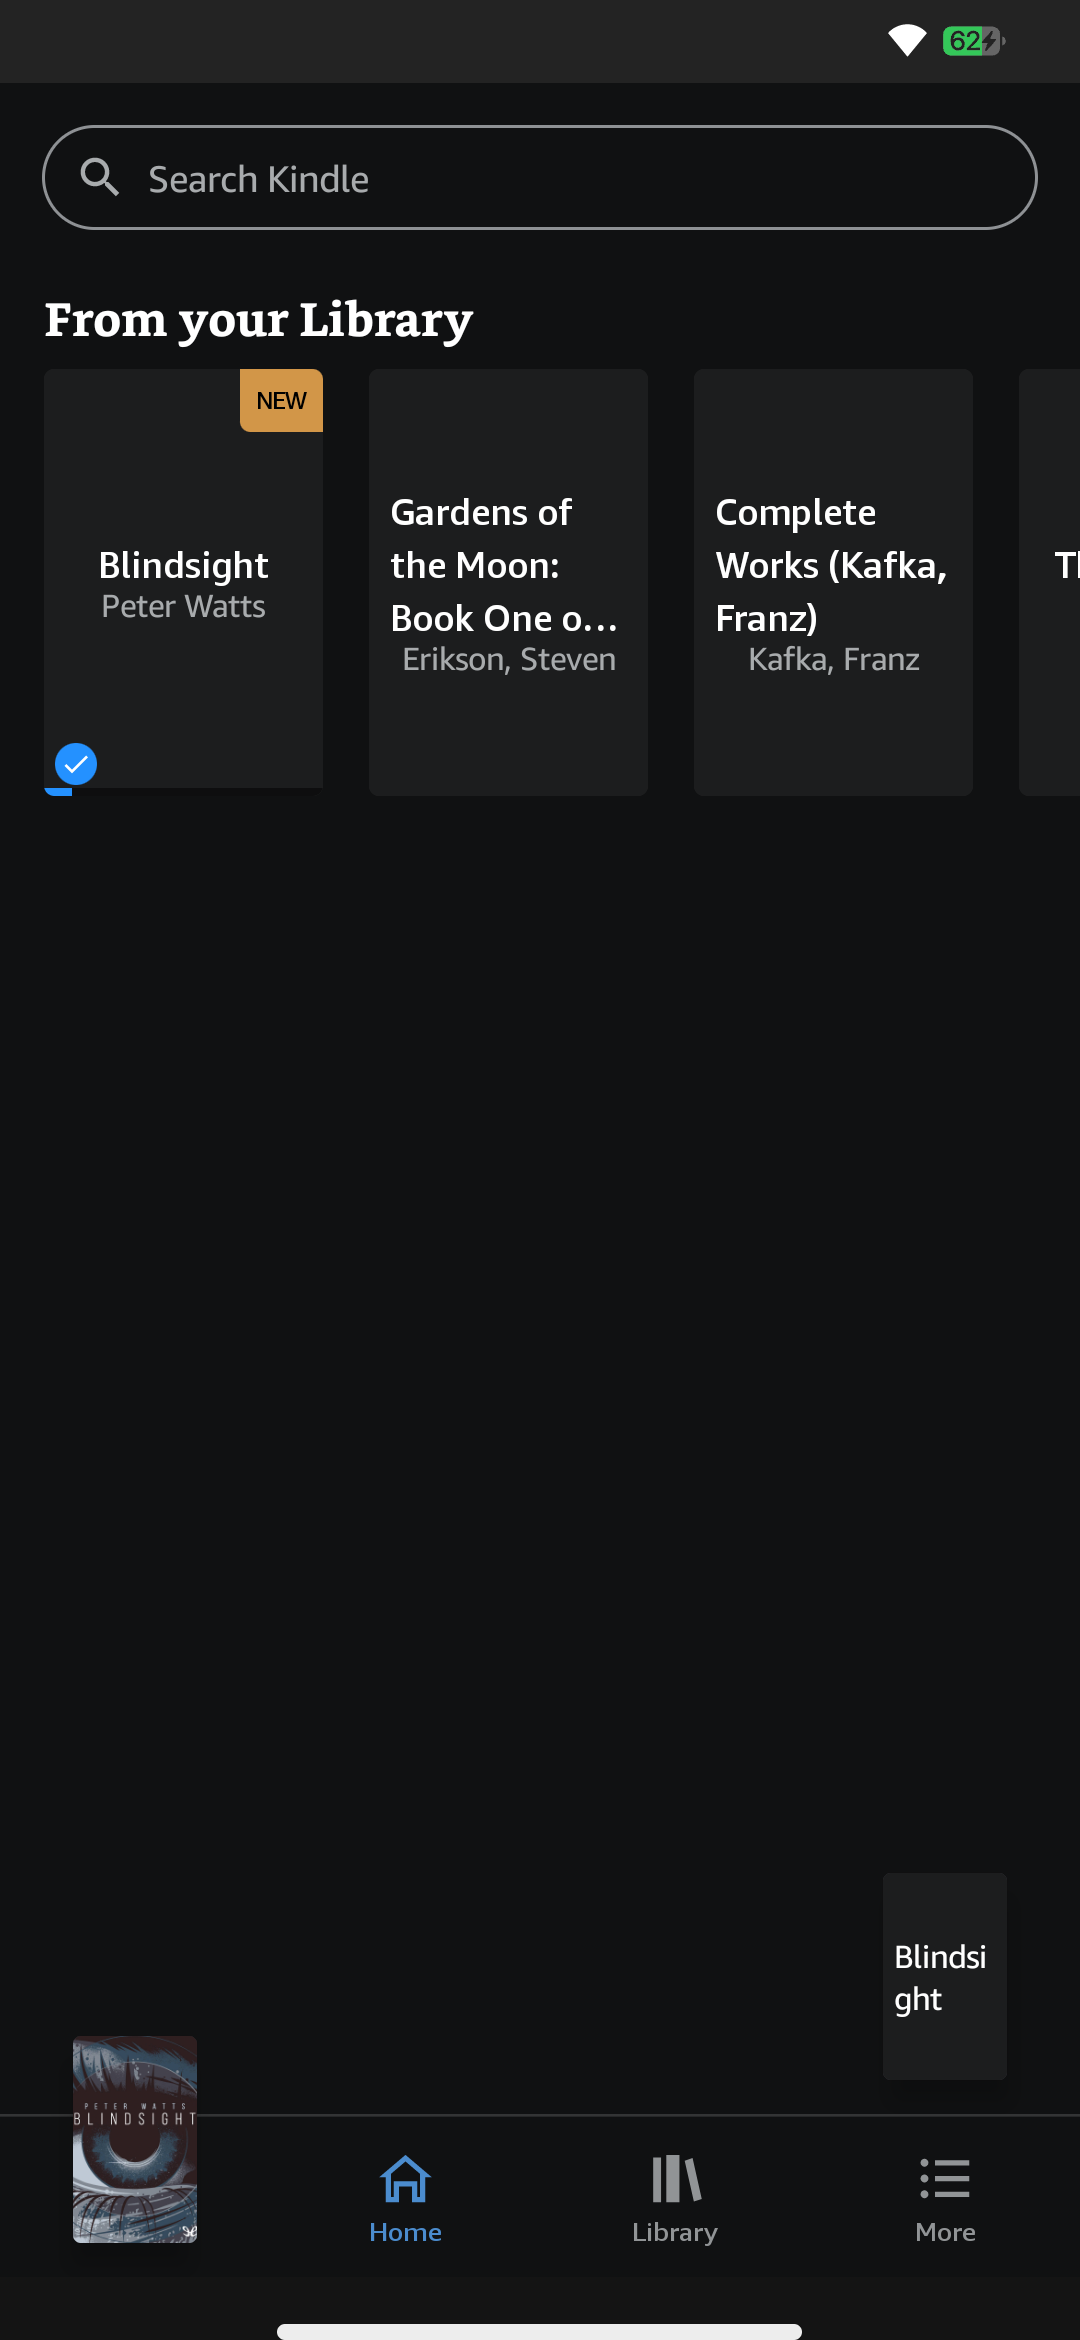 62
Search Kindle
From your Library
NEW
Blindsight
Peter Watts
Gardens of
the Moon:
Book One o...
Erikson, Steven
Complete
Works (Kafka,
Franz)
Kafka, Franz
Blindsi
ght
PETER WATTS
BLINDSIGHT
Home
Library
More